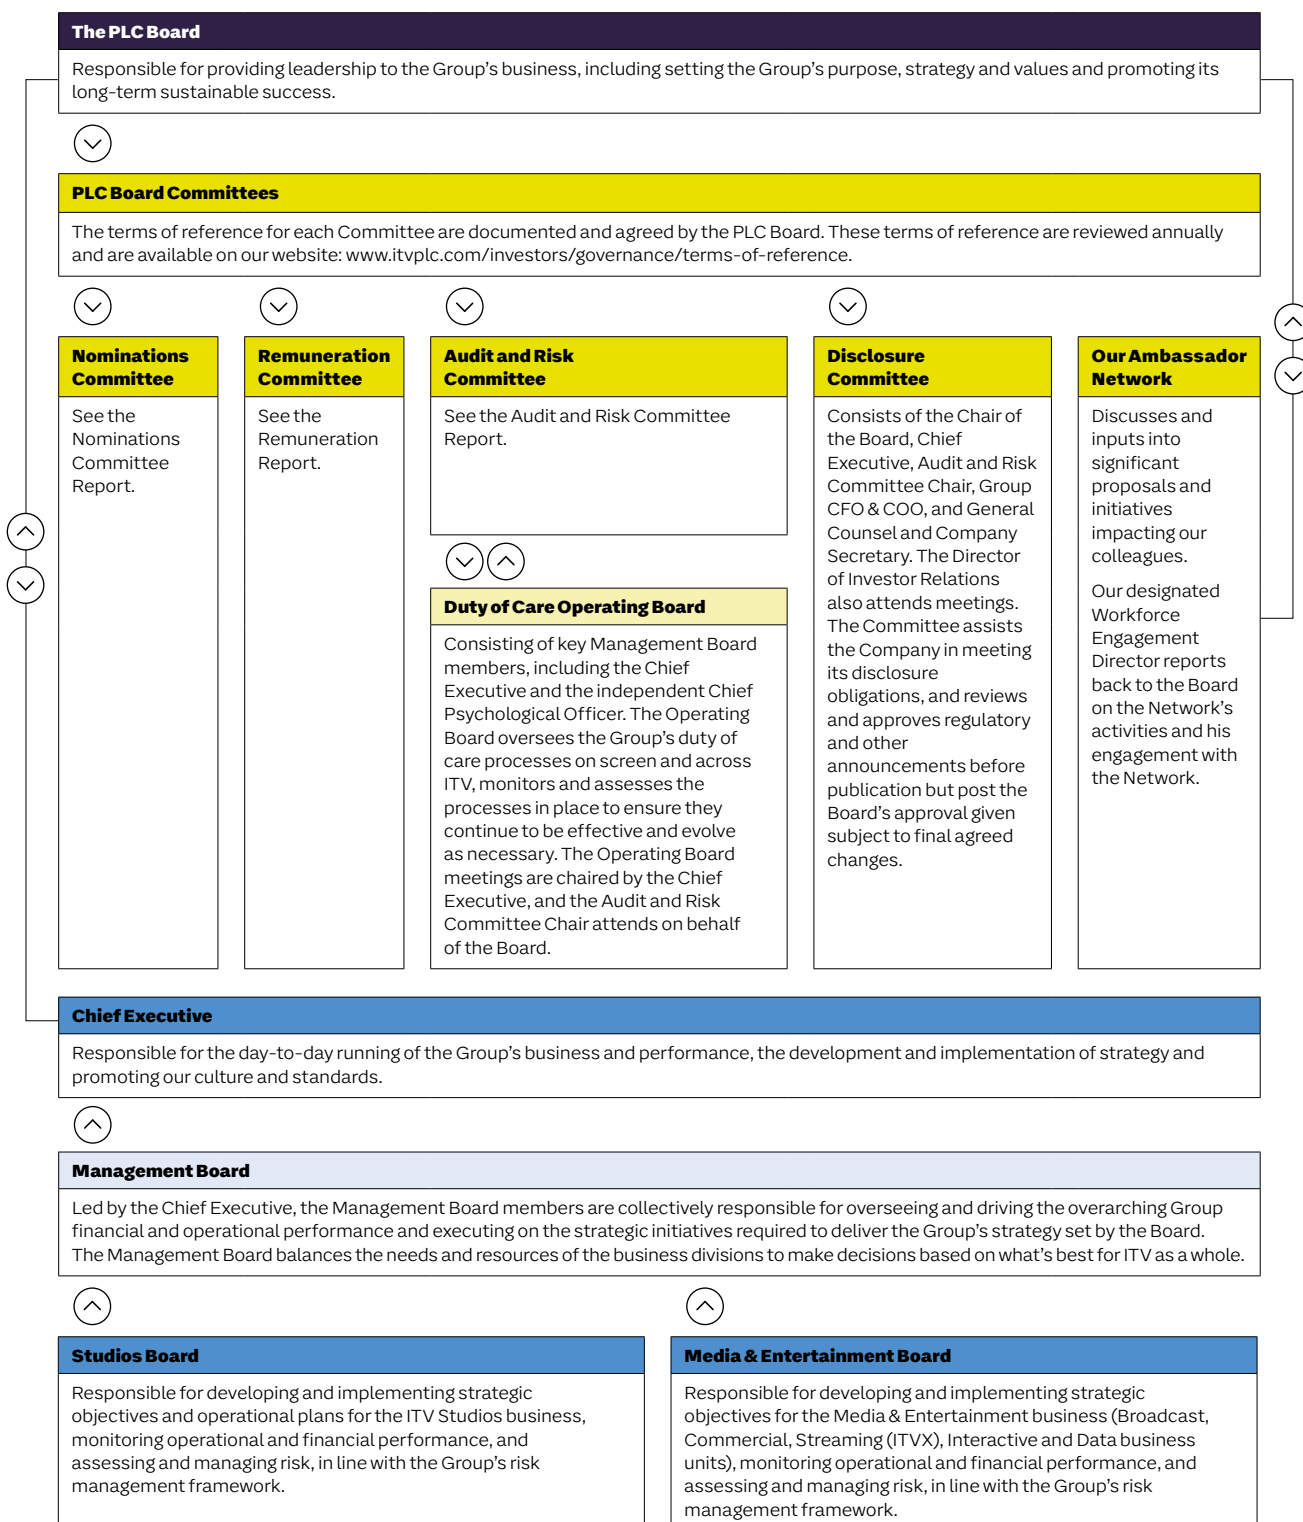 The PLC Board
Responsible for providing leadership to the Group's business, including setting the Group's purpose, strategy and values and promoting its
long-term sustainable success.
PLC Board Committees
The terms of reference for each Committee are documented and agreed by the PLC Board. These terms of reference are reviewed annually
and are available on our website: www.itvplc.com/investors/governance/terms-of-reference.
Nominations
Committee
See the
Nominations
Committee
Report.
Remuneration
Committee
See the
Remuneration
Report.
Audit and Risk
Committee
See the Audit and Risk Committee
Report.
Duty of Care Operating Board
Consisting of key Management Board
members, including the Chief
Executive and the independent Chief
Psychological Officer. The Operating
Board oversees the Group's duty of
care processes on screen and across
ITV, monitors and assesses the
processes in place to ensure they
continue to be effective and evolve
as necessary. The Operating Board
meetings are chaired by the Chief
Executive, and the Audit and Risk
Committee Chair attends on behalf
of the Board.
Disclosure
Committee
Consists of the Chair of
the Board, Chief
Executive, Audit and Risk
Committee Chair, Group
CFO & COO, and General
Counsel and Company
Secretary. The Director
of Investor Relations
also attends meetings.
The Committee assists
the Company in meeting
its disclosure
obligations, and reviews
and approves regulatory
and other
announcements before
publication but post the
Board's approval given
subject to final agreed
changes.
Our Ambassador
Network
Discusses and
inputs into
significant
proposals and
initiatives
impacting our
colleagues.
Our designated
Workforce
Engagement
Director reports
back to the Board
on the Network's
activities and his
engagement with
the Network.
Chief Executive
Responsible for the day-to-day running of the Group's business and performance, the development and implementation of strategy and
promoting our culture and standards.
Management Board
Led by the Chief Executive, the Management Board members are collectively responsible for overseeing and driving the overarching Group
financial and operational performance and executing on the strategic initiatives required to deliver the Group's strategy set by the Board.
The Management Board balances the needs and resources of the business divisions to make decisions based on what's best for ITV as a whole.
Studios Board
Responsible for developing and implementing strategic
objectives and operational plans for the ITV Studios business,
monitoring operational and financial performance, and
assessing and managing risk, in line with the Group's risk
management framework.
Media & Entertainment Board
Responsible for developing and implementing strategic
objectives for the Media & Entertainment business (Broadcast,
Commercial, Streaming (ITVX), Interactive and Data business
units), monitoring operational and financial performance, and
assessing and managing risk, in line with the Group's risk
management framework.